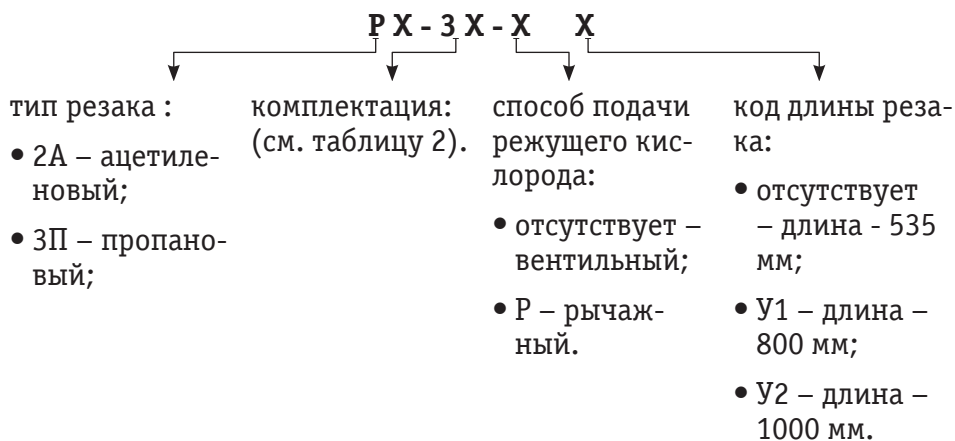 Р Х - 3 Х - Х Х
тип резака :
• 2А – ацетиле-
новый;
• 3П – пропано-
вый;
комплектация:
(см. таблицу 2).
способ подачи
режущего кис-
лорода:
• отсутствует –
вентильный;
• Р – рычаж-
ный.
код длины реза-
ка:
• отсутствует
– длина - 535
мм;
• У1 – длина –
800 мм;
• У2 – длина –
1000 мм.